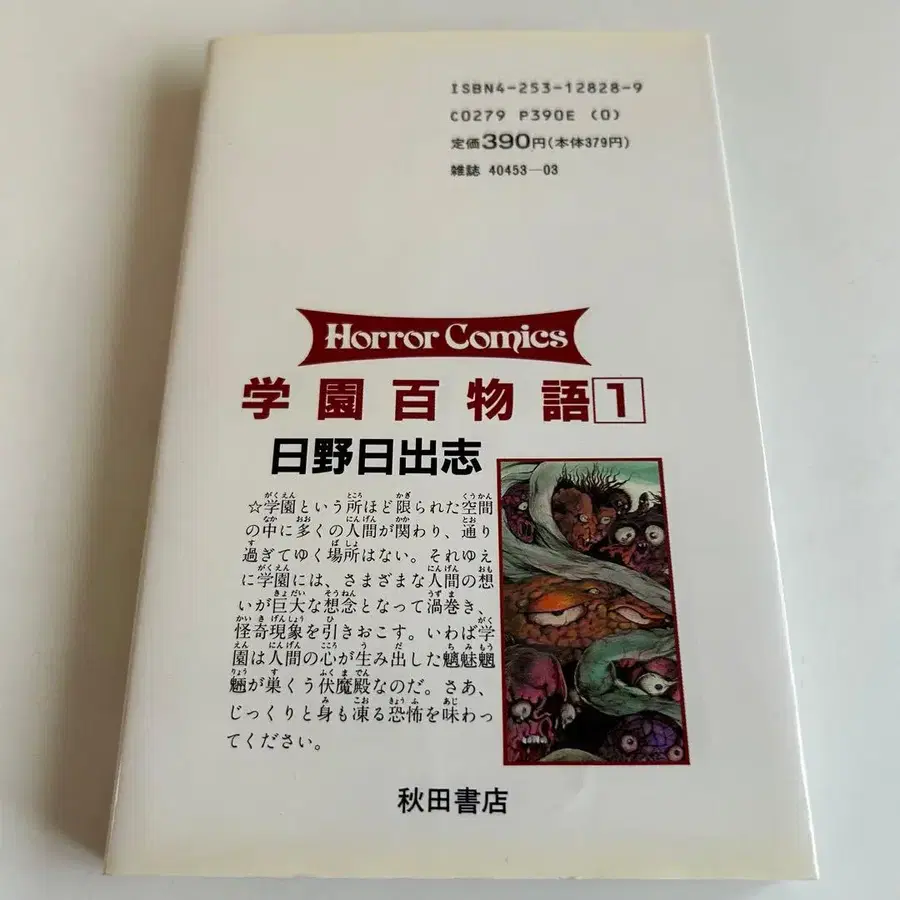 ISBN4-253-12828-9
C0279 P390E (0)
定価390円(本体379円)
雑誌 40453—03
Horror Comics
学園百物語1
日野日出志
☆学園という所ほど限られた空間
の中に多くの人間が関わり、通り
過ぎてゆく場所はない。それゆえ
に学園には、さまざまな人間の想
いが巨大な想念となって渦巻き、
怪奇現象を引きおこす。いわば学
園は人間の心が生み出した魑魅魍
魎が巣くう伏魔殿なのだ。さあ、
じっくりと身も凍る恐怖を味わっ
てください。
秋田書店